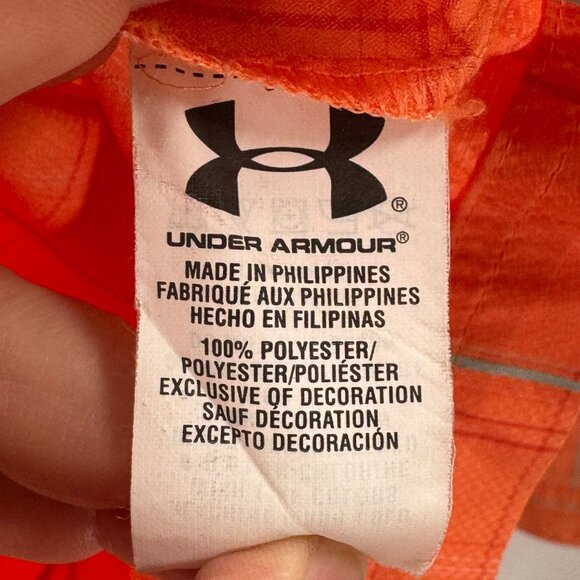 ®
UNDER ARMOUR®
MADE IN PHILIPPINES
FABRIQUÉ AUX PHILIPPINES
HECHO EN FILIPINAS
100% POLYESTER/
POLYESTER/POLIÉSTER
EXCLUSIVE OF DECORATION
SAUF DÉCORATION
EXCEPTO DECORACIÓN